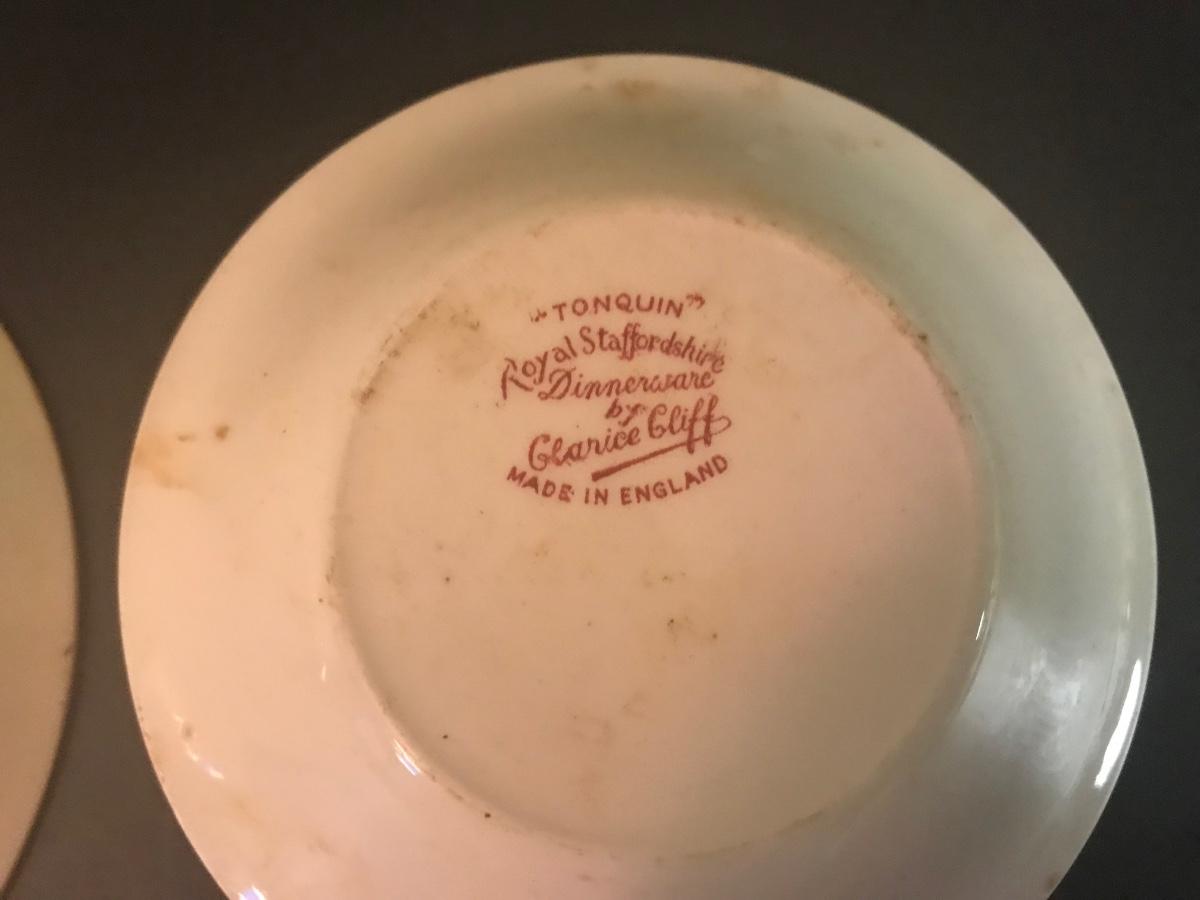 "TONQUIN"
Royal Staffordshire
Dinnerware
by
Clarice Cliff
MADE IN ENGLAND